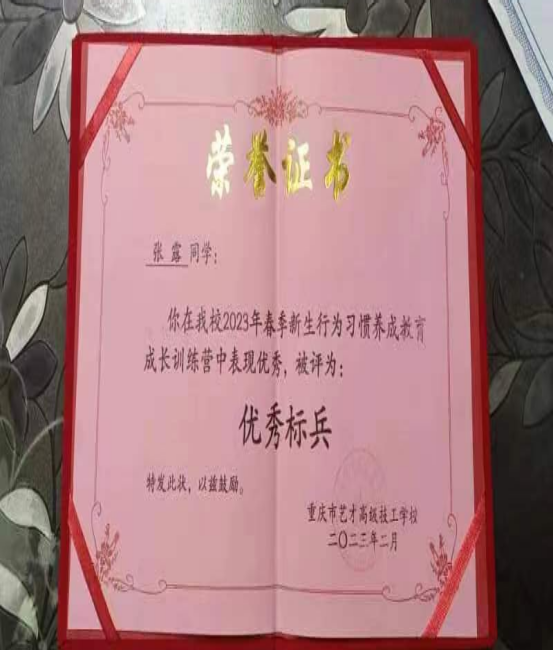 荣誉证书
张露同学：
你在我校2023年春季新生行为习惯养成教育
成长训练营中表现优秀，被评为：
优秀标兵
特发此状，以兹鼓励。
重庆市艺才高级技工学校
二〇二三年二月